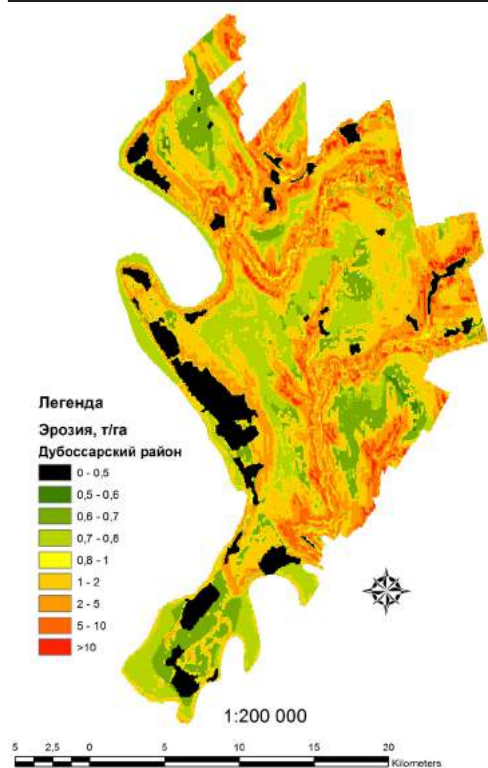 Легенда
Эрозия, т/га
Дубоссарский район
0 - 0,5
0,5 - 0,6
0,6 - 0,7
0,7 - 0,8
0,8 - 1
1 - 2
2 - 5
5 - 10
>10
1:200 000
5 2,5 0 5 10 15 20
Kilometers